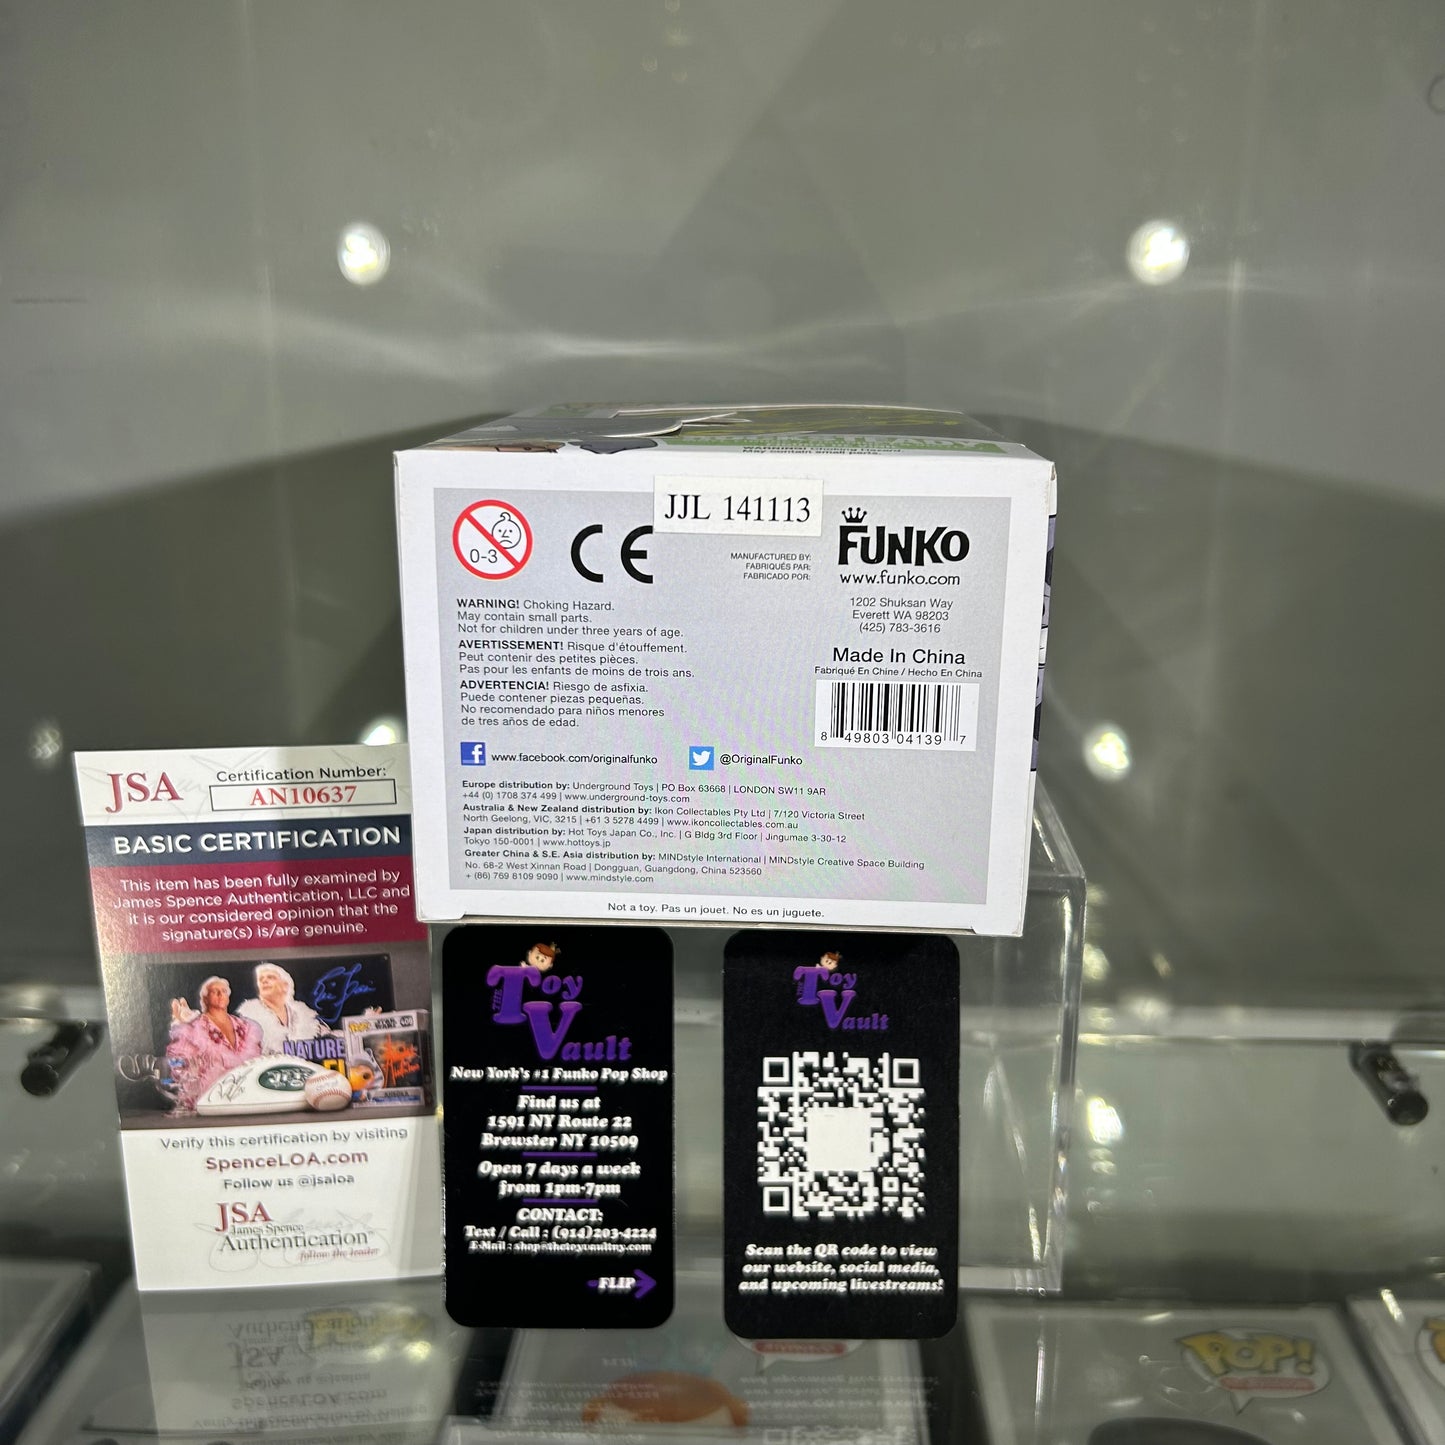 WARNING! Choking Hazard.
May contain small parts.
JJL 141113
0-3
CE
MANUFACTURED BY:
FABRIQUÉS PAR:
FABRICADO POR:
FUNKO
www.funko.com
1202 Shuksan Way
Everett WA 98203
(425) 783-3616
Made In China
Fabriqué En Chine / Hecho En China
8 49803 04139 7
WARNING! Choking Hazard.
May contain small parts.
Not for children under three years of age.
AVERTISSEMENT! Risque d'étouffement.
Peut contenir des petites pièces.
Pas pour les enfants de moins de trois ans.
ADVERTENCIA! Riesgo de asfixia.
Puede contener piezas pequeñas.
No recomendado para niños menores
de tres años de edad.
f www.facebook.com/originalfunko
@OriginalFunko
Europe distribution by: Underground Toys | PO Box 63668 | LONDON SW11 9AR
+44 (0) 1708 374 499 | www.underground-toys.com
Australia & New Zealand distribution by: Ikon Collectables Pty Ltd | 7/120 Victoria Street
North Geelong, VIC, 3215 | +61 3 5278 4499 | www.ikoncollectables.com.au
Japan distribution by: Hot Toys Japan Co., Inc. | G Bldg 3rd Floor | Jingumae 3-30-12
Tokyo 150-0001 | www.hottoys.jp
Greater China & S.E. Asia distribution by: MINDstyle International | MINDstyle Creative Space Building
No. 68-2 West Xinnan Road | Dongguan, Guangdong, China 523560
+ (86) 769 8109 9090 | www.mindstyle.com
Not a toy. Pas un jouet. No es un juguete.
JSA
Certification Number:
AN10637
BASIC CERTIFICATION
This item has been fully examined by
James Spence Authentication, LLC and
it is our considered opinion that the
signature(s) is/are genuine.
NATURE
JETS
Verify this certification by visiting
SpenceLOA.com
Follow us @jsaloa
JSA
James Spence
Authentication
follow the leader
THE Toy Vault
New York's #1 Funko Pop Shop
Find us at
1591 NY Route 22
Brewster NY 10509
Open 7 days a week
from 1pm-7pm
CONTACT:
Text / Call : (914)203-4224
E-Mail : shop@thetoyvaultny.com
FLIP
THE Toy Vault
Scan the QR code to view
our website, social media,
and upcoming livestreams!
POP!